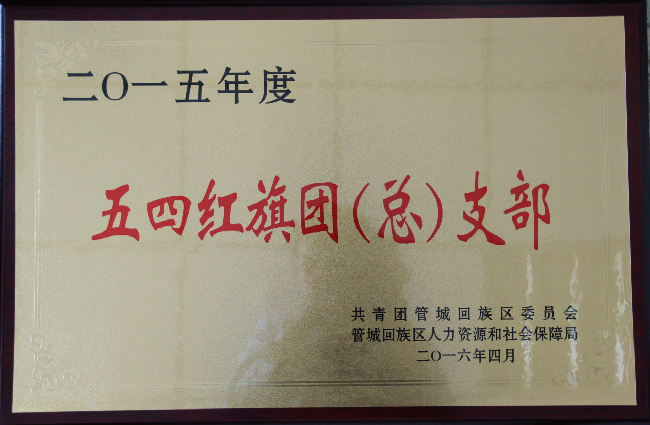 二〇一五年度
五四红旗团（总）支部
共青团管城回族区委员会
管城回族区人力资源和社会保障局
二〇一六年四月